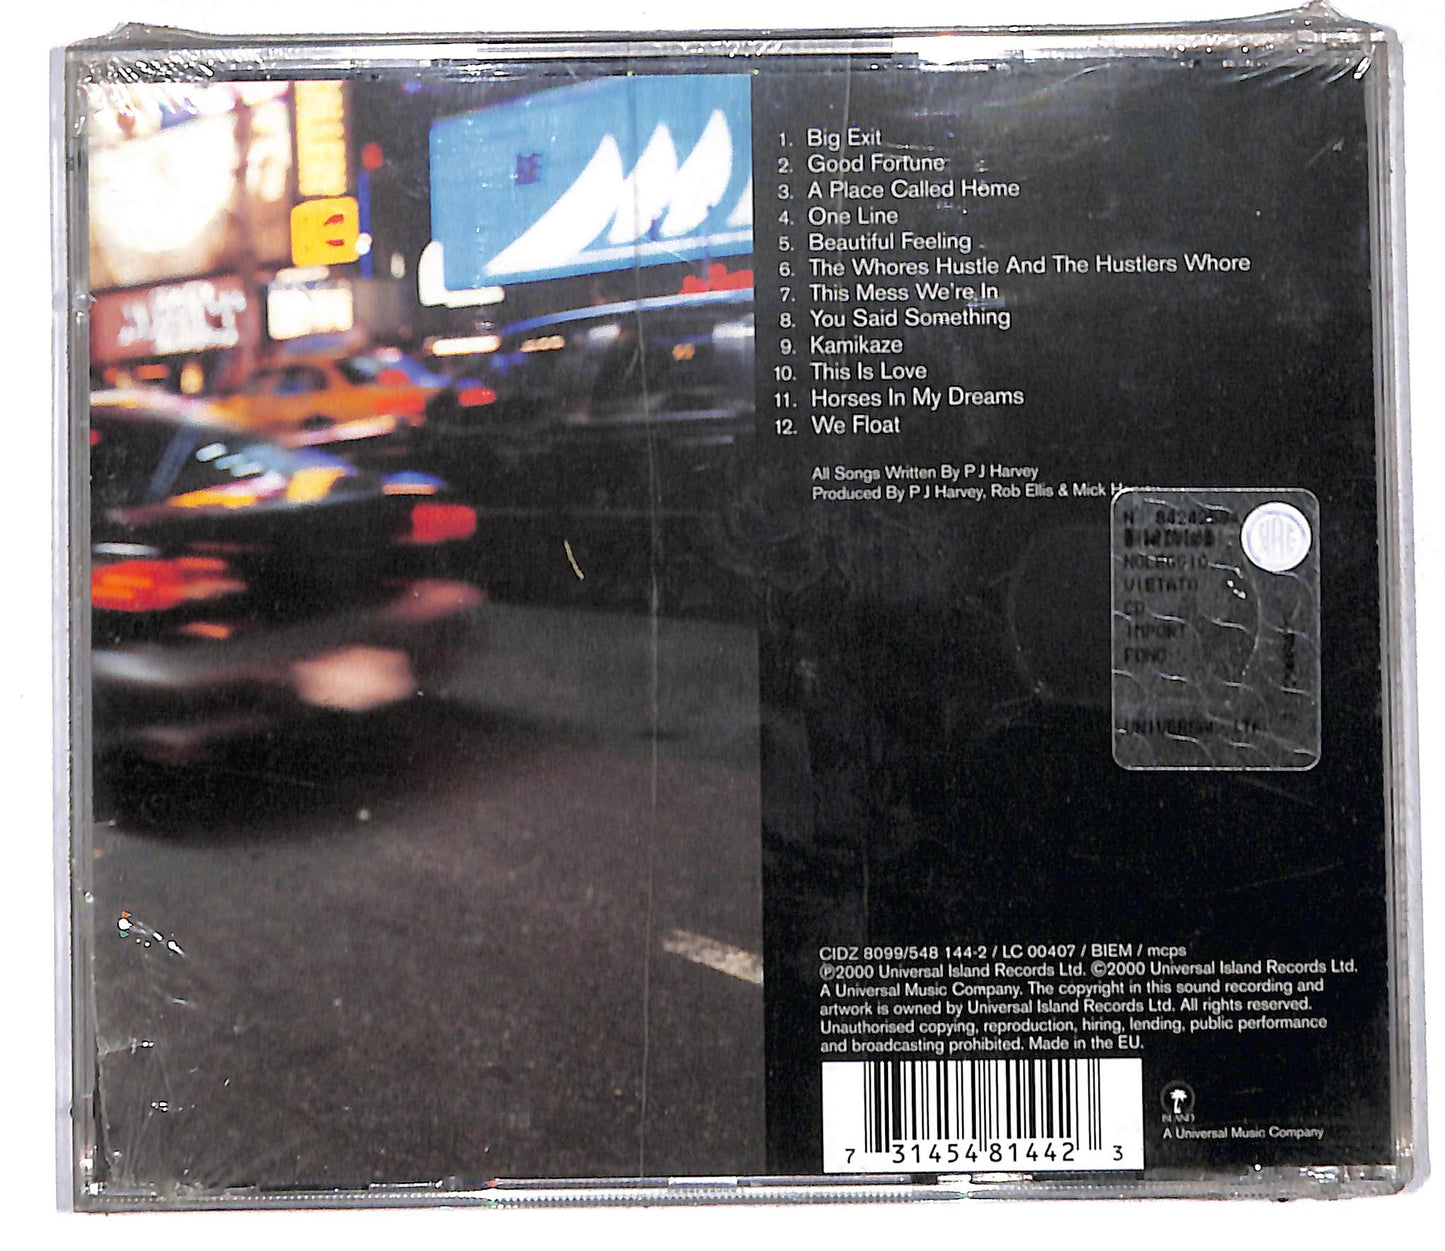 1. Big Exit
2. Good Fortune
3. A Place Called Home
4. One Line
5. Beautiful Feeling
6. The Whores Hustle And The Hustlers Whore
7. This Mess We're In
8. You Said Something
9. Kamikaze
10. This Is Love
11. Horses In My Dreams
12. We Float
All Songs Written By P J Harvey
Produced By P J Harvey, Rob Ellis & Mick
NOLEGGIO
VIETATO
CD
IMPORT
FONO
CIDZ 8099/548 144-2 / LC 00407 / BIEM / mcps
℗2000 Universal Island Records Ltd. ©2000 Universal Island Records Ltd.
A Universal Music Company. The copyright in this sound recording and
artwork is owned by Universal Island Records Ltd. All rights reserved.
Unauthorised copying, reproduction, hiring, lending, public performance
and broadcasting prohibited. Made in the EU.
7 31454 81442 3
ISLAND
A Universal Music Company